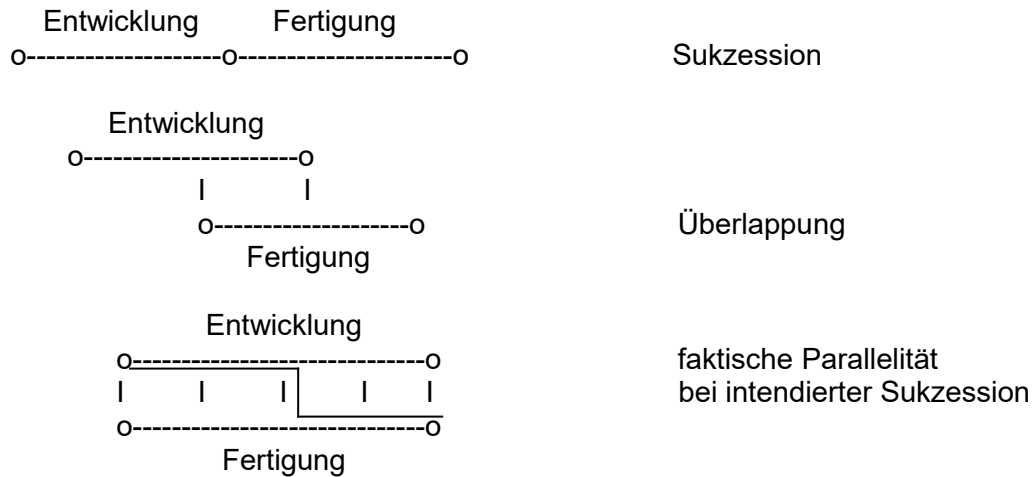 Entwicklung Fertigung
o--------------------o----------------------o Sukzession
Entwicklung
o----------------------o
I I
o--------------------o Überlappung
Fertigung
Entwicklung
o------------------------------o faktische Parallelität
I I I I I bei intendierter Sukzession
o------------------------------o
Fertigung